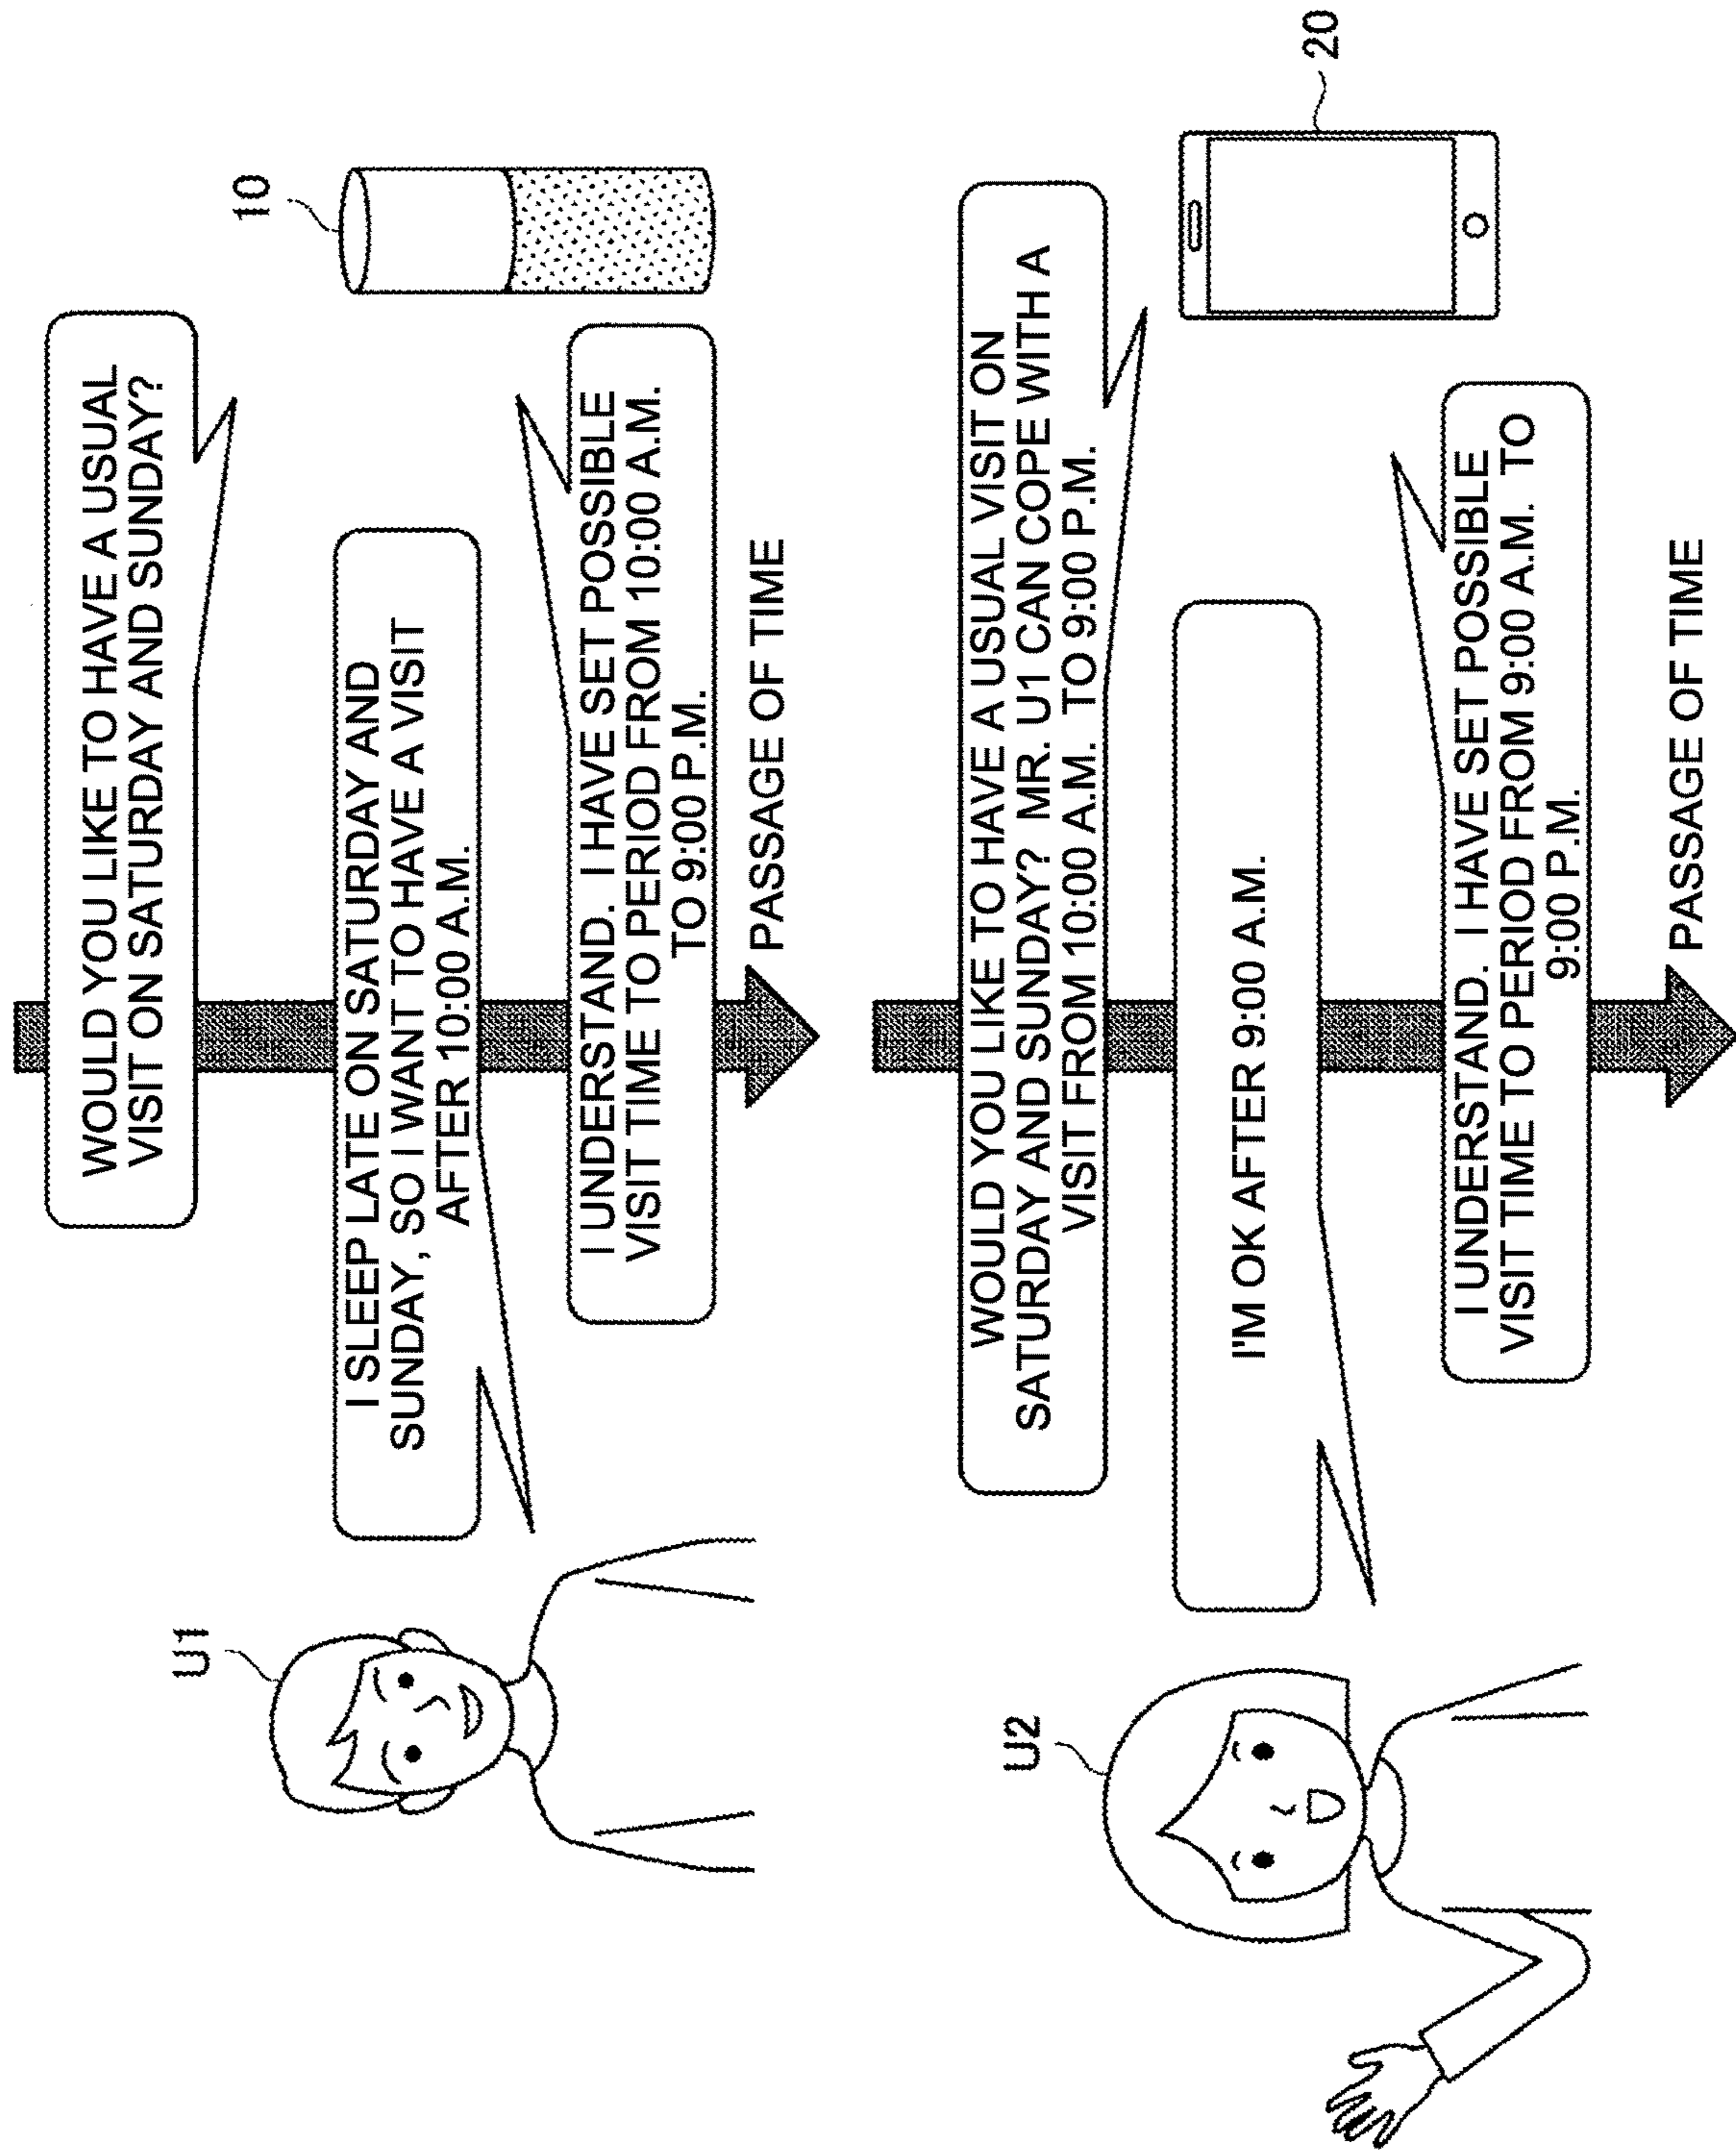 U1
10
WOULD YOU LIKE TO HAVE A USUAL
VISIT ON SATURDAY AND SUNDAY?
I SLEEP LATE ON SATURDAY AND
SUNDAY, SO I WANT TO HAVE A VISIT
AFTER 10:00 A.M.
I UNDERSTAND. I HAVE SET POSSIBLE
VISIT TIME TO PERIOD FROM 10:00 A.M.
TO 9:00 P.M.
PASSAGE OF TIME
U2
20
WOULD YOU LIKE TO HAVE A USUAL VISIT ON
SATURDAY AND SUNDAY? MR. U1 CAN COPE WITH A
VISIT FROM 10:00 A.M. TO 9:00 P.M.
I'M OK AFTER 9:00 A.M.
I UNDERSTAND. I HAVE SET POSSIBLE
VISIT TIME TO PERIOD FROM 9:00 A.M. TO
9:00 P.M.
PASSAGE OF TIME